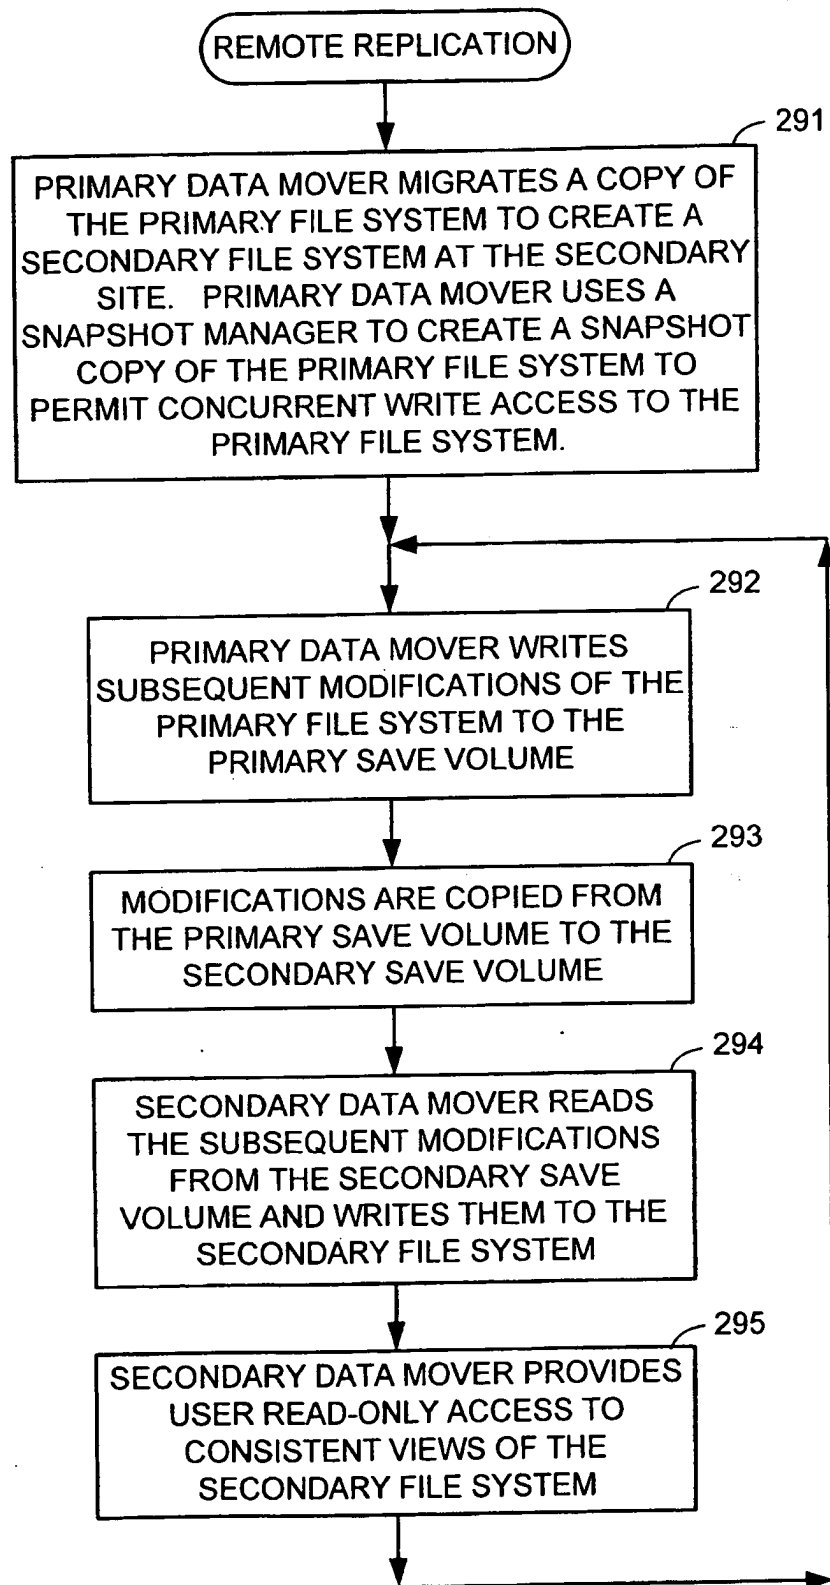 REMOTE REPLICATION
291
PRIMARY DATA MOVER MIGRATES A COPY OF
THE PRIMARY FILE SYSTEM TO CREATE A
SECONDARY FILE SYSTEM AT THE SECONDARY
SITE. PRIMARY DATA MOVER USES A
SNAPSHOT MANAGER TO CREATE A SNAPSHOT
COPY OF THE PRIMARY FILE SYSTEM TO
PERMIT CONCURRENT WRITE ACCESS TO THE
PRIMARY FILE SYSTEM.
292
PRIMARY DATA MOVER WRITES
SUBSEQUENT MODIFICATIONS OF THE
PRIMARY FILE SYSTEM TO THE
PRIMARY SAVE VOLUME
293
MODIFICATIONS ARE COPIED FROM
THE PRIMARY SAVE VOLUME TO THE
SECONDARY SAVE VOLUME
294
SECONDARY DATA MOVER READS
THE SUBSEQUENT MODIFICATIONS
FROM THE SECONDARY SAVE
VOLUME AND WRITES THEM TO THE
SECONDARY FILE SYSTEM
295
SECONDARY DATA MOVER PROVIDES
USER READ-ONLY ACCESS TO
CONSISTENT VIEWS OF THE
SECONDARY FILE SYSTEM